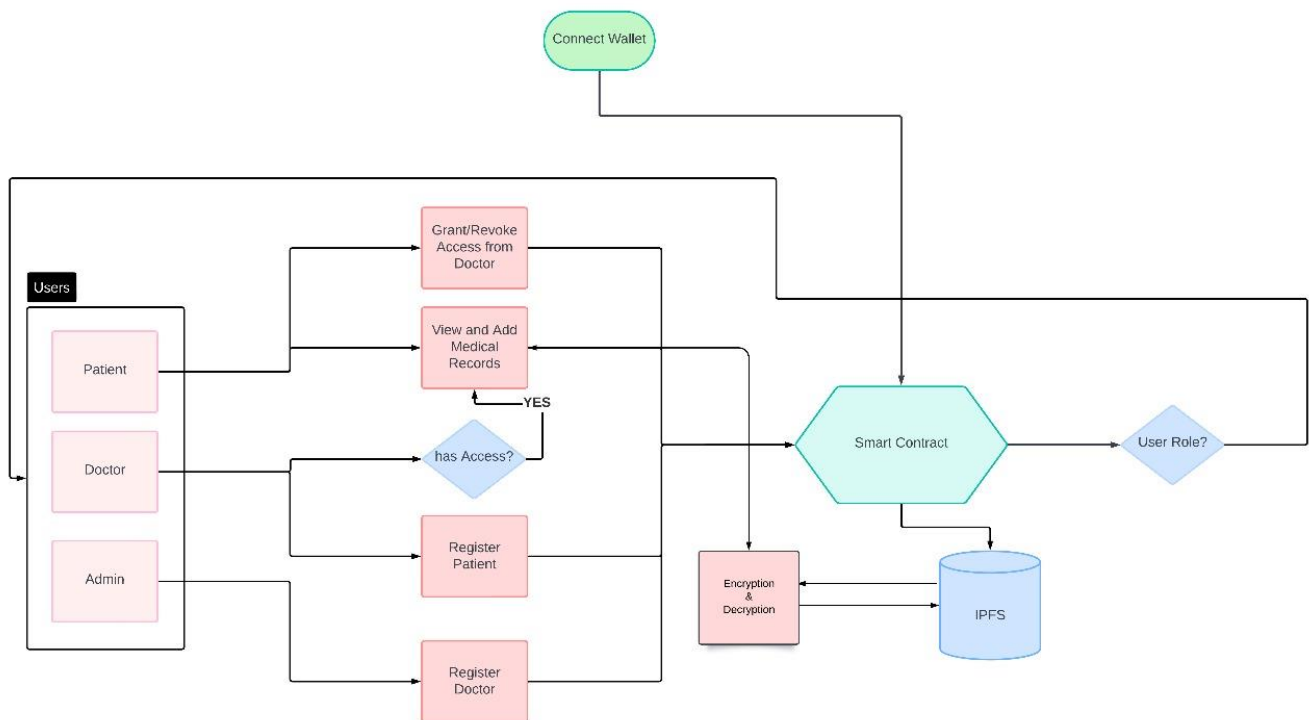 Connect Wallet
Grant/Revoke
Access from
Doctor
Users
View and Add
Medical
Records
Patient
YES
Smart Contract
User Role?
has Access?
Doctor
Register
Patient
Admin
Encryption
&
Decryption
IPFS
Register
Doctor